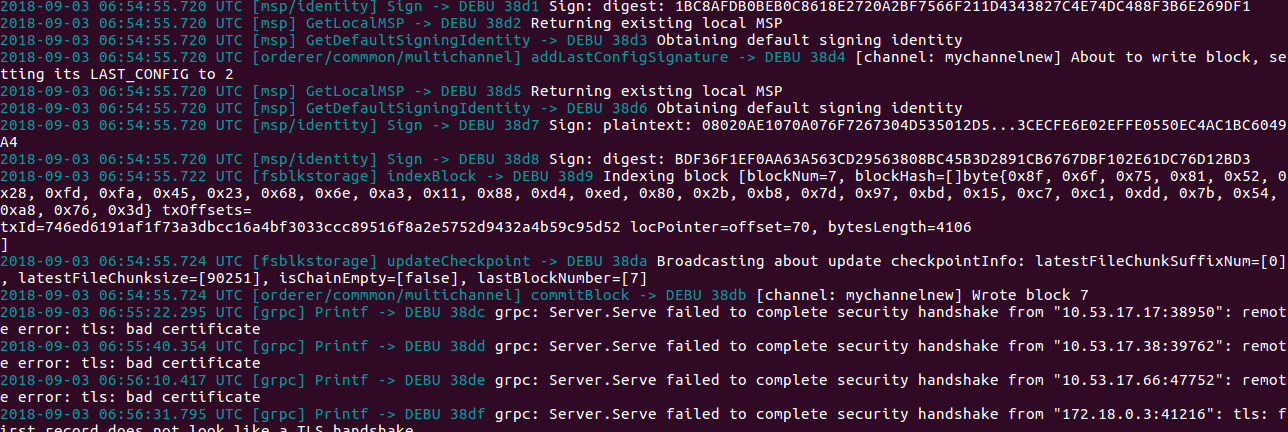 2018-09-03 06:54:55.720 UTC [msp/identity] Sign -> DEBU 38d1 Sign: digest: 1BC8AFDB0BEB0C8618E2720A2BF7566F211D4343827C4E74DC488F3B6E269DF1
2018-09-03 06:54:55.720 UTC [msp] GetLocalMSP -> DEBU 38d2 Returning existing local MSP
2018-09-03 06:54:55.720 UTC [msp] GetDefaultSigningIdentity -> DEBU 38d3 Obtaining default signing identity
2018-09-03 06:54:55.720 UTC [orderer/commmon/multichannel] addLastConfigSignature -> DEBU 38d4 [channel: mychannelnew] About to write block, se
tting its LAST_CONFIG to 2
2018-09-03 06:54:55.720 UTC [msp] GetLocalMSP -> DEBU 38d5 Returning existing local MSP
2018-09-03 06:54:55.720 UTC [msp] GetDefaultSigningIdentity -> DEBU 38d6 Obtaining default signing identity
2018-09-03 06:54:55.720 UTC [msp/identity] Sign -> DEBU 38d7 Sign: plaintext: 08020AE1070A076F7267304D535012D5...3CECFE6E02EFFE0550EC4AC1BC6049
A4
2018-09-03 06:54:55.720 UTC [msp/identity] Sign -> DEBU 38d8 Sign: digest: BDF36F1EF0AA63A563CD29563808BC45B3D2891CB6767DBF102E61DC76D12BD3
2018-09-03 06:54:55.722 UTC [fsblkstorage] indexBlock -> DEBU 38d9 Indexing block [blockNum=7, blockHash=[]byte{0x8f, 0x6f, 0x75, 0x81, 0x52, 0
x28, 0xfd, 0xfa, 0x45, 0x23, 0x68, 0x6e, 0xa3, 0x11, 0x88, 0xd4, 0xed, 0x80, 0x2b, 0xb8, 0x7d, 0x97, 0xbd, 0x15, 0xc7, 0xc1, 0xdd, 0x7b, 0x54,
0xa8, 0x76, 0x3d} txOffsets=
txId=746ed6191af1f73a3dbcc16a4bf3033ccc89516f8a2e5752d9432a4b59c95d52 locPointer=offset=70, bytesLength=4106
]
2018-09-03 06:54:55.724 UTC [fsblkstorage] updateCheckpoint -> DEBU 38da Broadcasting about update checkpointInfo: latestFileChunkSuffixNum=[0]
, latestFileChunksize=[90251], isChainEmpty=[false], lastBlockNumber=[7]
2018-09-03 06:54:55.724 UTC [orderer/commmon/multichannel] commitBlock -> DEBU 38db [channel: mychannelnew] Wrote block 7
2018-09-03 06:55:22.295 UTC [grpc] Printf -> DEBU 38dc grpc: Server.Serve failed to complete security handshake from "10.53.17.17:38950": remot
e error: tls: bad certificate
2018-09-03 06:55:40.354 UTC [grpc] Printf -> DEBU 38dd grpc: Server.Serve failed to complete security handshake from "10.53.17.38:39762": remot
e error: tls: bad certificate
2018-09-03 06:56:10.417 UTC [grpc] Printf -> DEBU 38de grpc: Server.Serve failed to complete security handshake from "10.53.17.66:47752": remot
e error: tls: bad certificate
2018-09-03 06:56:31.795 UTC [grpc] Printf -> DEBU 38df grpc: Server.Serve failed to complete security handshake from "172.18.0.3:41216": tls: f
irst record does not look like a TLS handshake